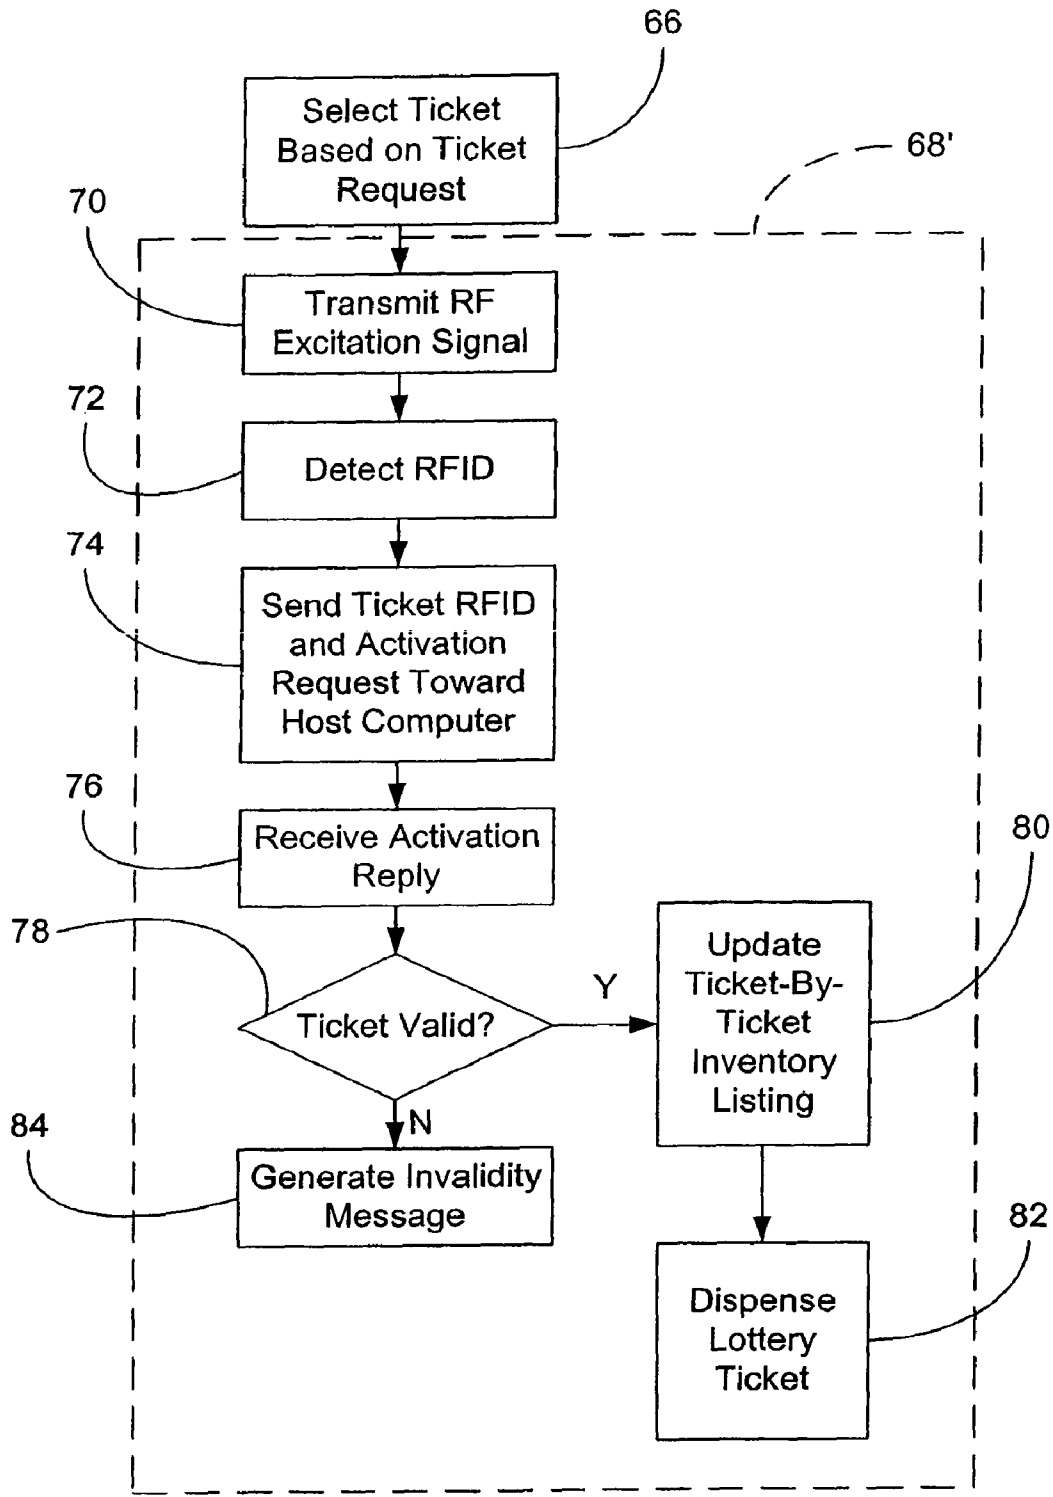 66
Select Ticket
Based on Ticket
Request
68'
70
Transmit RF
Excitation Signal
72
Detect RFID
74
Send Ticket RFID
and Activation
Request Toward
Host Computer
76
Receive Activation
Reply
78
Ticket Valid?
Y
N
80
Update
Ticket-By-
Ticket
Inventory
Listing
84
Generate Invalidity
Message
82
Dispense
Lottery
Ticket